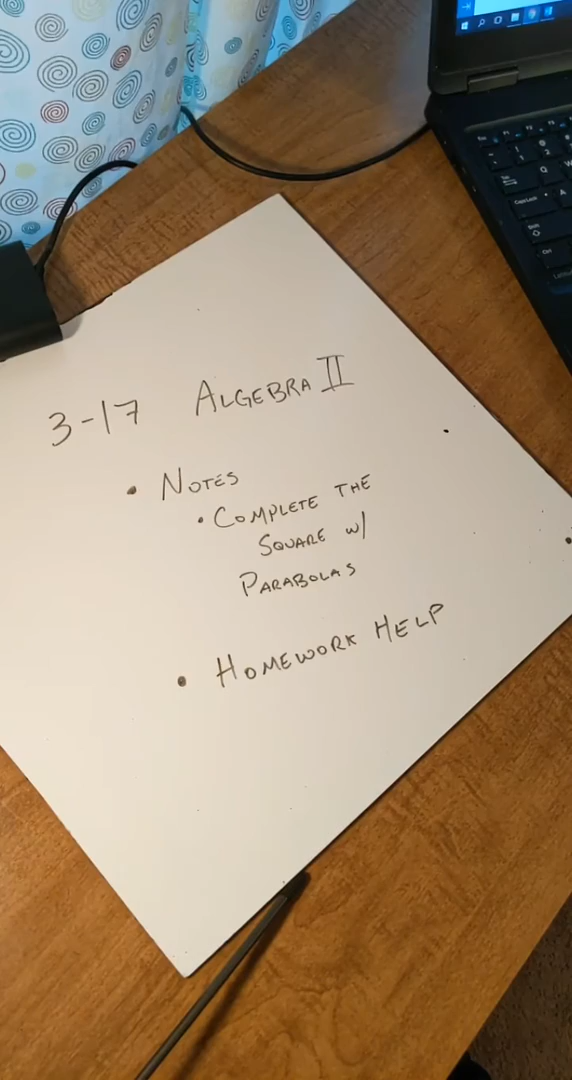 3-17 ALGEBRA II
• NOTES
• COMPLETE THE
SQUARE W/
PARABOLAS
• HOMEWORK HELP